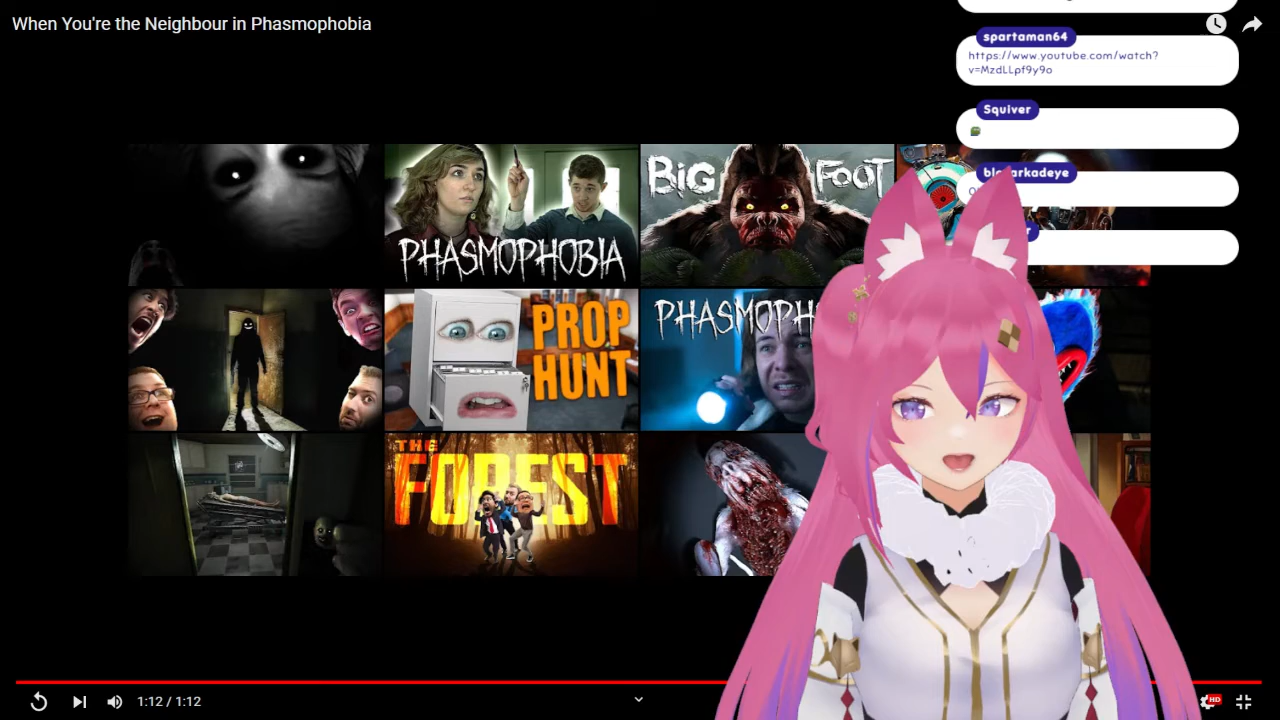 When You're the Neighbour in Phasmophobia
spartaman64
https://www.youtube.com/watch?
v=MzdLLpf9y9o
Squiver
PHASMOPHOBIA
BIG FOOT
PROP
HUNT
PHASMOPH
THE
FOREST
1:12 / 1:12
HD